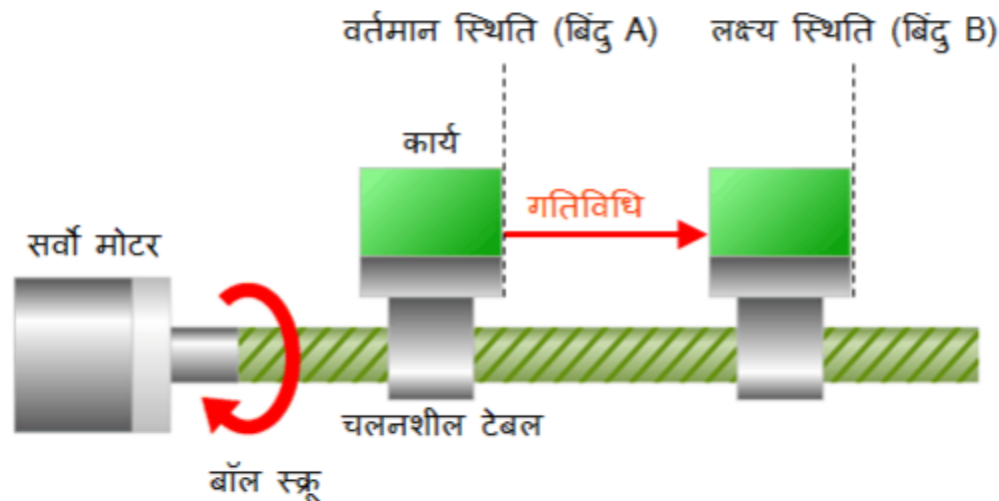 वर्तमान स्थिति (बिंदु A)
लक्ष्य स्थिति (बिंदु B)
कार्य
गतिविधि
सर्वो मोटर
चलनशील टेबल
बॉल स्क्रू